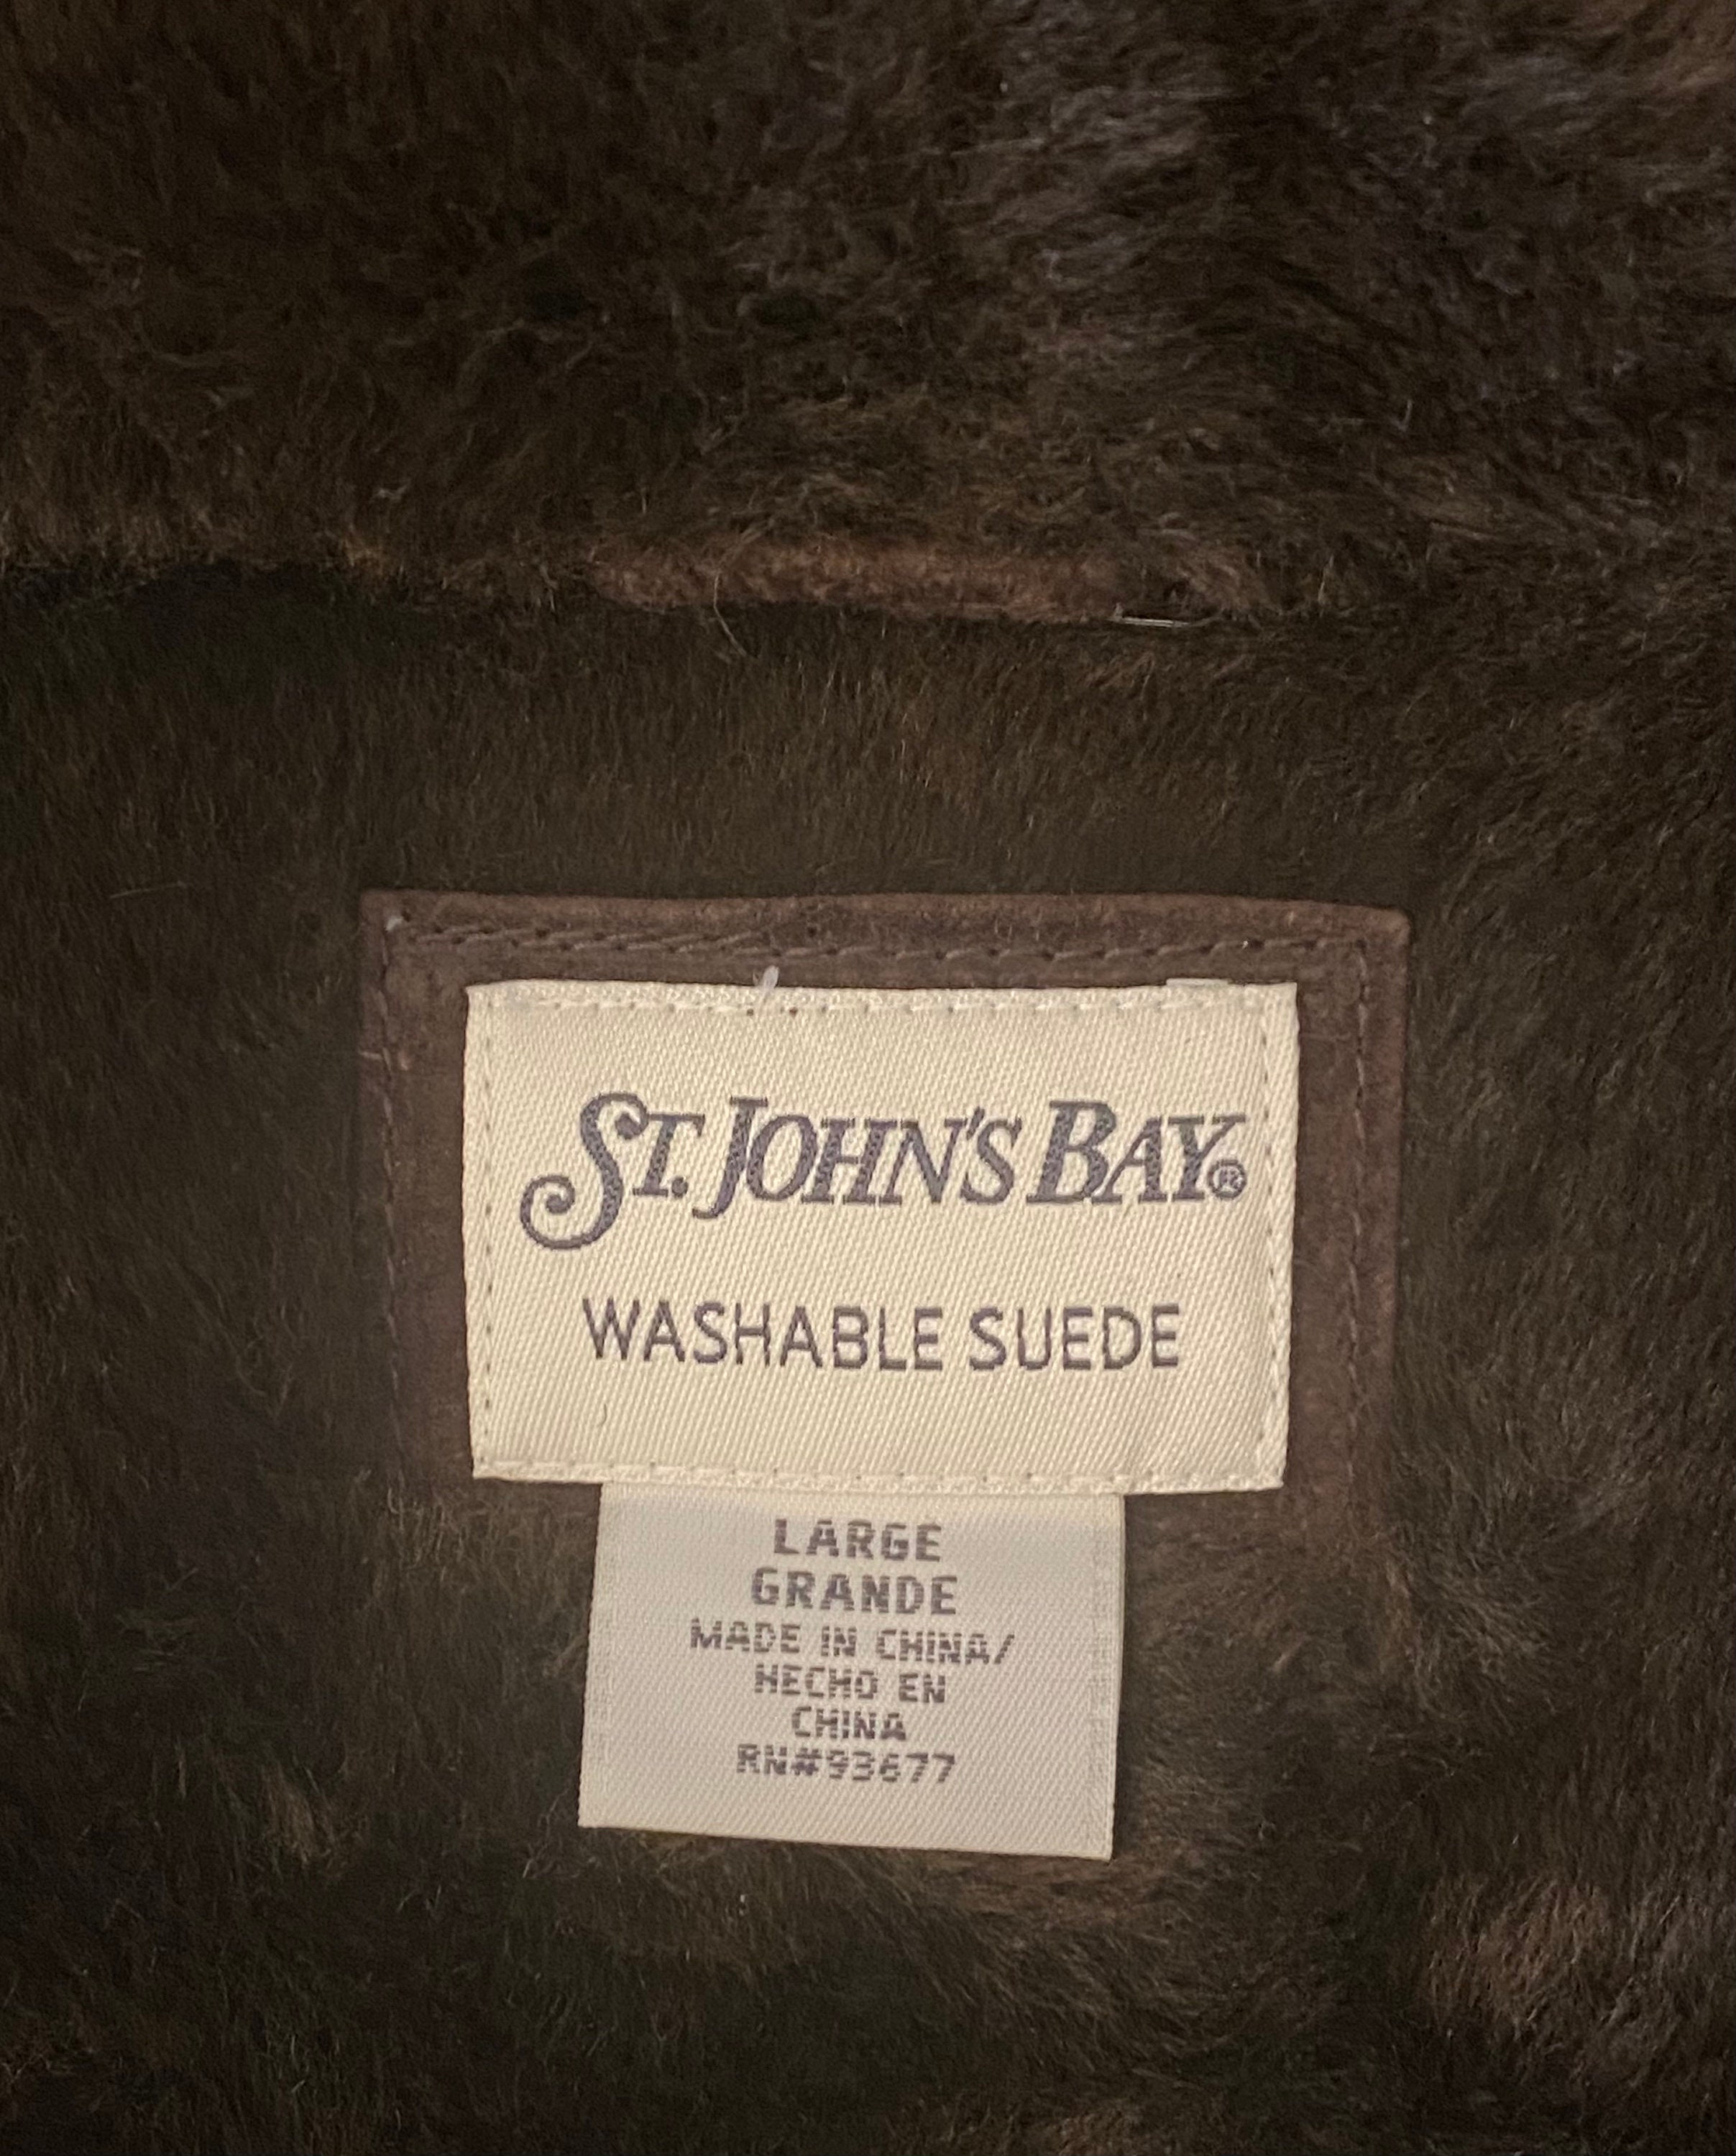 ST. JOHN'S BAY®
WASHABLE SUEDE
LARGE
GRANDE
MADE IN CHINA/
HECHO EN
CHINA
RN#93677